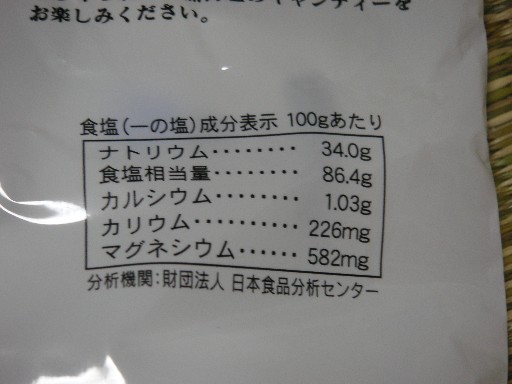 お楽しみください。
食塩(一の塩)成分表示 100gあたり
ナトリウム‥‥‥‥ 34.0g
食塩相当量‥‥‥‥ 86.4g
カルシウム‥‥‥‥ 1.03g
カリウム‥‥‥‥‥ 226mg
マグネシウム‥‥‥ 582mg
分析機関:財団法人 日本食品分析センター